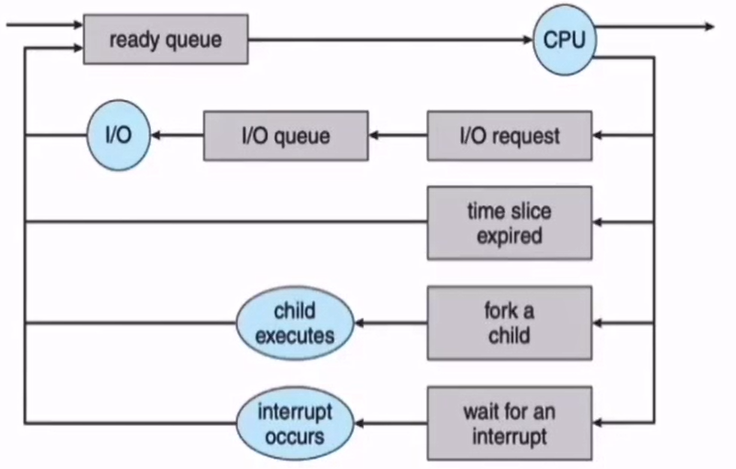 ready queue
CPU
I/O
I/O queue
I/O request
time slice
expired
child
executes
fork a
child
interrupt
occurs
wait for an
interrupt